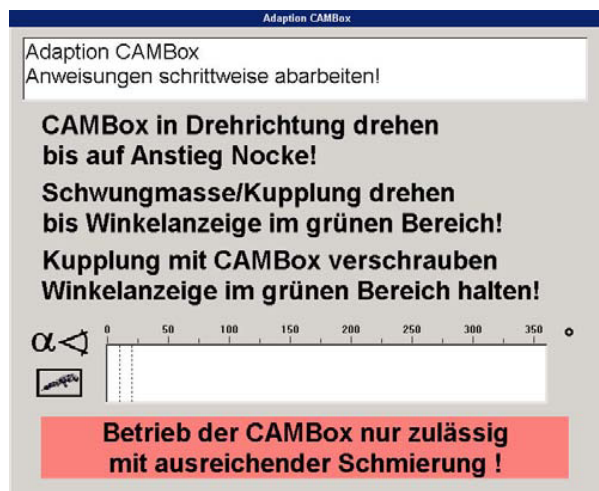 Adaption CAMBox
Adaption CAMBox
Anweisungen schrittweise abarbeiten!
CAMBox in Drehrichtung drehen
bis auf Anstieg Nocke!
Schwungmasse/Kupplung drehen
bis Winkelanzeige im grünen Bereich!
Kupplung mit CAMBox verschrauben
Winkelanzeige im grünen Bereich halten!
α 0 50 100 150 200 250 300 350 °
Betrieb der CAMBox nur zulässig
mit ausreichender Schmierung !